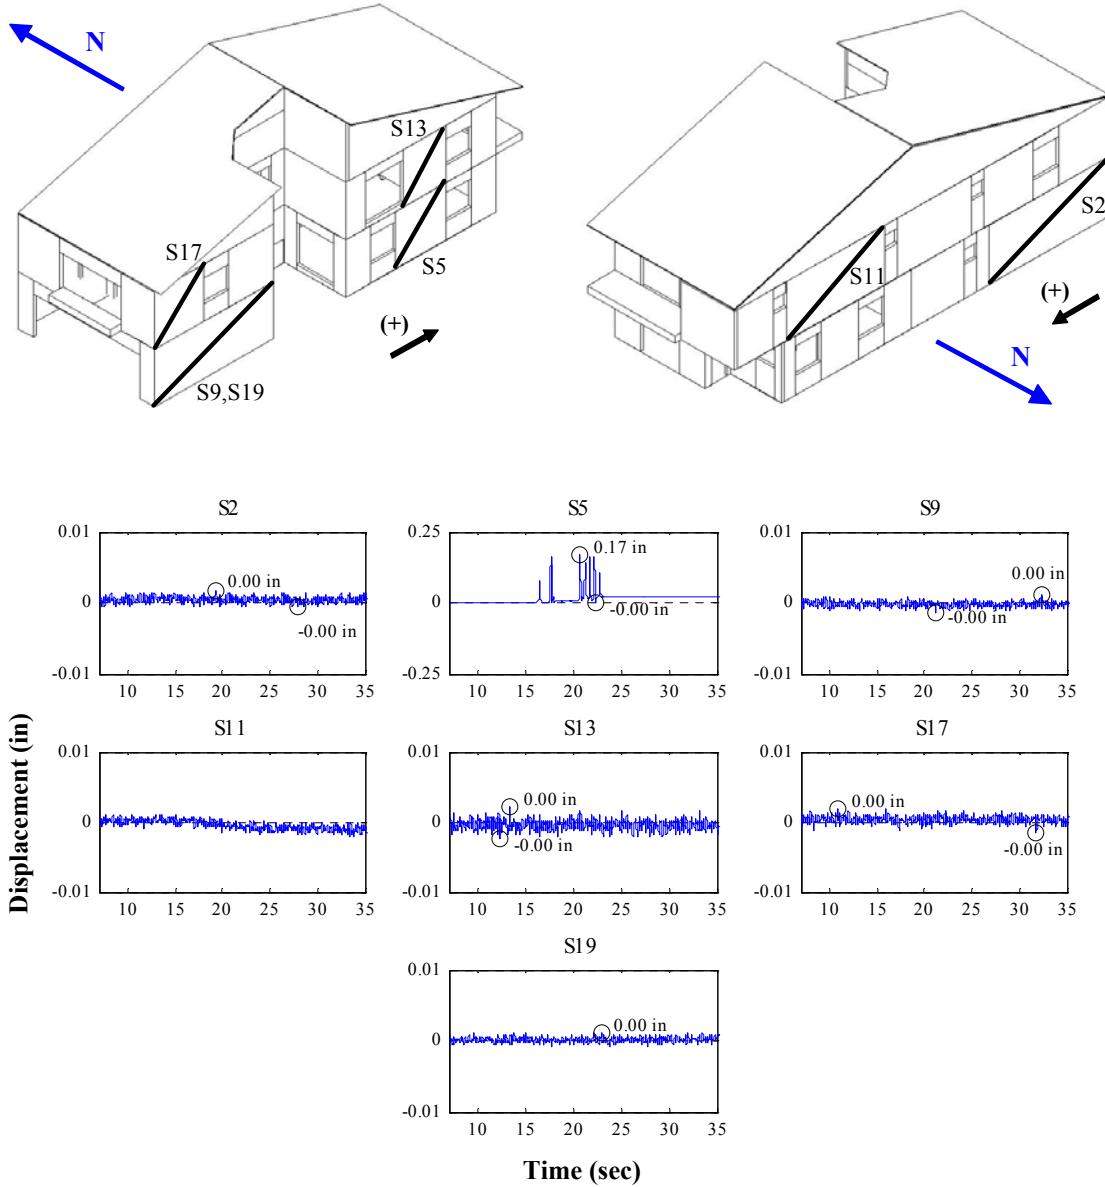 N
S13
S17
S5
(+)
S9,S19
S2
S11
(+)
N
S2
0.01
0
-0.01
0.00 in
-0.00 in
10 15 20 25 30 35
S5
0.25
0
-0.25
0.17 in
-0.00 in
10 15 20 25 30 35
S9
0.01
0
-0.01
0.00 in
-0.00 in
10 15 20 25 30 35
Displacement (in)
S11
0.01
0
-0.01
10 15 20 25 30 35
S13
0.01
0
-0.01
0.00 in
-0.00 in
10 15 20 25 30 35
S17
0.01
0
-0.01
0.00 in
-0.00 in
10 15 20 25 30 35
S19
0.01
0
-0.01
0.00 in
10 15 20 25 30 35
Time (sec)